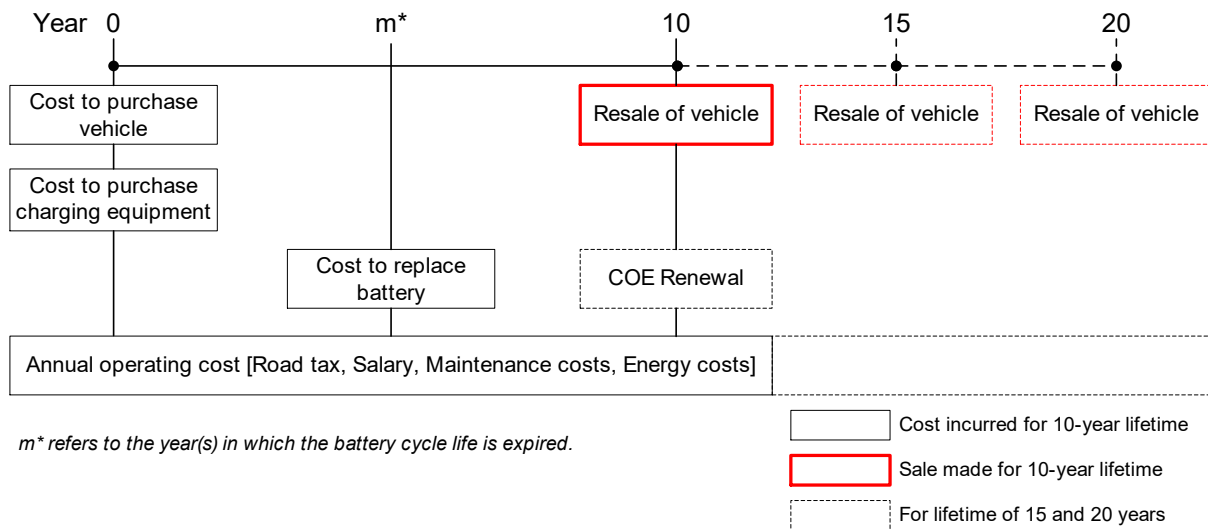 Year 0 m* 10 15 20
Cost to purchase
vehicle
Resale of vehicle
Resale of vehicle
Resale of vehicle
Cost to purchase
charging equipment
Cost to replace
battery
COE Renewal
Annual operating cost [Road tax, Salary, Maintenance costs, Energy costs]
m* refers to the year(s) in which the battery cycle life is expired.
Cost incurred for 10-year lifetime
Sale made for 10-year lifetime
For lifetime of 15 and 20 years